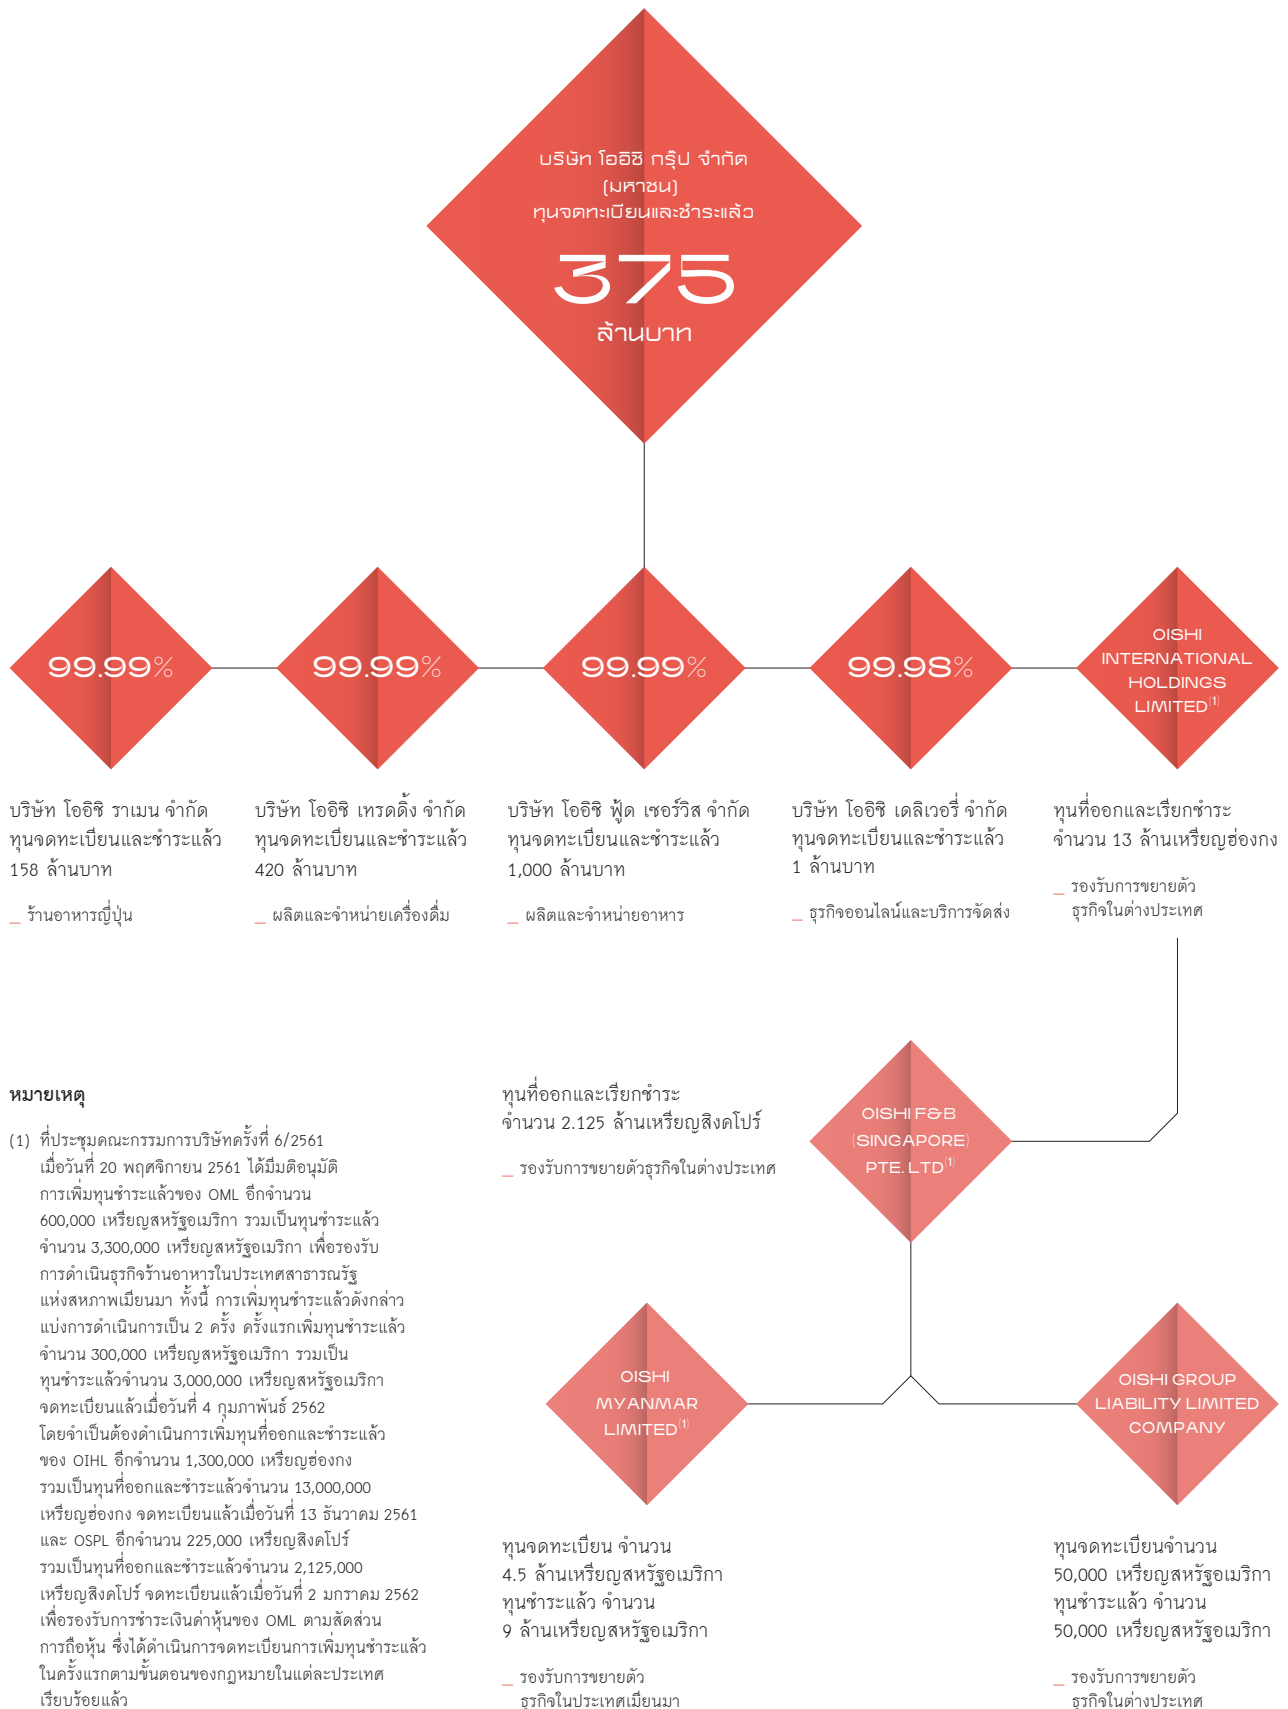 บริษัท โออิชิ กรุ๊ป จำกัด
(มหาชน)
ทุนจดทะเบียนและชำระแล้ว
375
ล้านบาท
99.99%
99.99%
99.99%
99.98%
OISHI
INTERNATIONAL
HOLDINGS
LIMITED(1)
บริษัท โออิชิ ราเมน จำกัด
ทุนจดทะเบียนและชำระแล้ว
158 ล้านบาท
_ ร้านอาหารญี่ปุ่น
บริษัท โออิชิ เทรดดิ้ง จำกัด
ทุนจดทะเบียนและชำระแล้ว
420 ล้านบาท
_ ผลิตและจำหน่ายเครื่องดื่ม
บริษัท โออิชิ ฟู้ด เซอร์วิส จำกัด
ทุนจดทะเบียนและชำระแล้ว
1,000 ล้านบาท
_ ผลิตและจำหน่ายอาหาร
บริษัท โออิชิ เดลิเวอรี่ จำกัด
ทุนจดทะเบียนและชำระแล้ว
1 ล้านบาท
_ ธุรกิจออนไลน์และบริการจัดส่ง
ทุนที่ออกและเรียกชำระ
จำนวน 13 ล้านเหรียญฮ่องกง
_ รองรับการขยายตัว
ธุรกิจในต่างประเทศ
ทุนที่ออกและเรียกชำระ
จำนวน 2.125 ล้านเหรียญสิงคโปร์
_ รองรับการขยายตัวธุรกิจในต่างประเทศ
OISHI F&B
(SINGAPORE)
PTE. LTD(1)
OISHI
MYANMAR
LIMITED(1)
OISHI GROUP
LIABILITY LIMITED
COMPANY
ทุนจดทะเบียน จำนวน
4.5 ล้านเหรียญสหรัฐอเมริกา
ทุนชำระแล้ว จำนวน
9 ล้านเหรียญสหรัฐอเมริกา
_ รองรับการขยายตัว
ธุรกิจในประเทศเมียนมา
ทุนจดทะเบียนจำนวน
50,000 เหรียญสหรัฐอเมริกา
ทุนชำระแล้ว จำนวน
50,000 เหรียญสหรัฐอเมริกา
_ รองรับการขยายตัว
ธุรกิจในต่างประเทศ
หมายเหตุ
(1) ที่ประชุมคณะกรรมการบริษัทครั้งที่ 6/2561
เมื่อวันที่ 20 พฤศจิกายน 2561 ได้มีมติอนุมัติ
การเพิ่มทุนชำระแล้วของ OML อีกจำนวน
600,000 เหรียญสหรัฐอเมริกา รวมเป็นทุนชำระแล้ว
จำนวน 3,300,000 เหรียญสหรัฐอเมริกา เพื่อรองรับ
การดำเนินธุรกิจร้านอาหารในประเทศสาธารณรัฐ
แห่งสหภาพเมียนมา ทั้งนี้ การเพิ่มทุนชำระแล้วดังกล่าว
แบ่งการดำเนินการเป็น 2 ครั้ง ครั้งแรกเพิ่มทุนชำระแล้ว
จำนวน 300,000 เหรียญสหรัฐอเมริกา รวมเป็น
ทุนชำระแล้วจำนวน 3,000,000 เหรียญสหรัฐอเมริกา
จดทะเบียนแล้วเมื่อวันที่ 4 กุมภาพันธ์ 2562
โดยจำเป็นต้องดำเนินการเพิ่มทุนที่ออกและชำระแล้ว
ของ OIHL อีกจำนวน 1,300,000 เหรียญฮ่องกง
รวมเป็นทุนที่ออกและชำระแล้วจำนวน 13,000,000
เหรียญฮ่องกง จดทะเบียนแล้วเมื่อวันที่ 13 ธันวาคม 2561
และ OSPL อีกจำนวน 225,000 เหรียญสิงคโปร์
รวมเป็นทุนที่ออกและชำระแล้วจำนวน 2,125,000
เหรียญสิงคโปร์ จดทะเบียนแล้วเมื่อวันที่ 2 มกราคม 2562
เพื่อรองรับการชำระเงินค่าหุ้นของ OML ตามสัดส่วน
การถือหุ้น ซึ่งได้ดำเนินการจดทะเบียนการเพิ่มทุนชำระแล้ว
ในครั้งแรกตามขั้นตอนของกฎหมายในแต่ละประเทศ
เรียบร้อยแล้ว